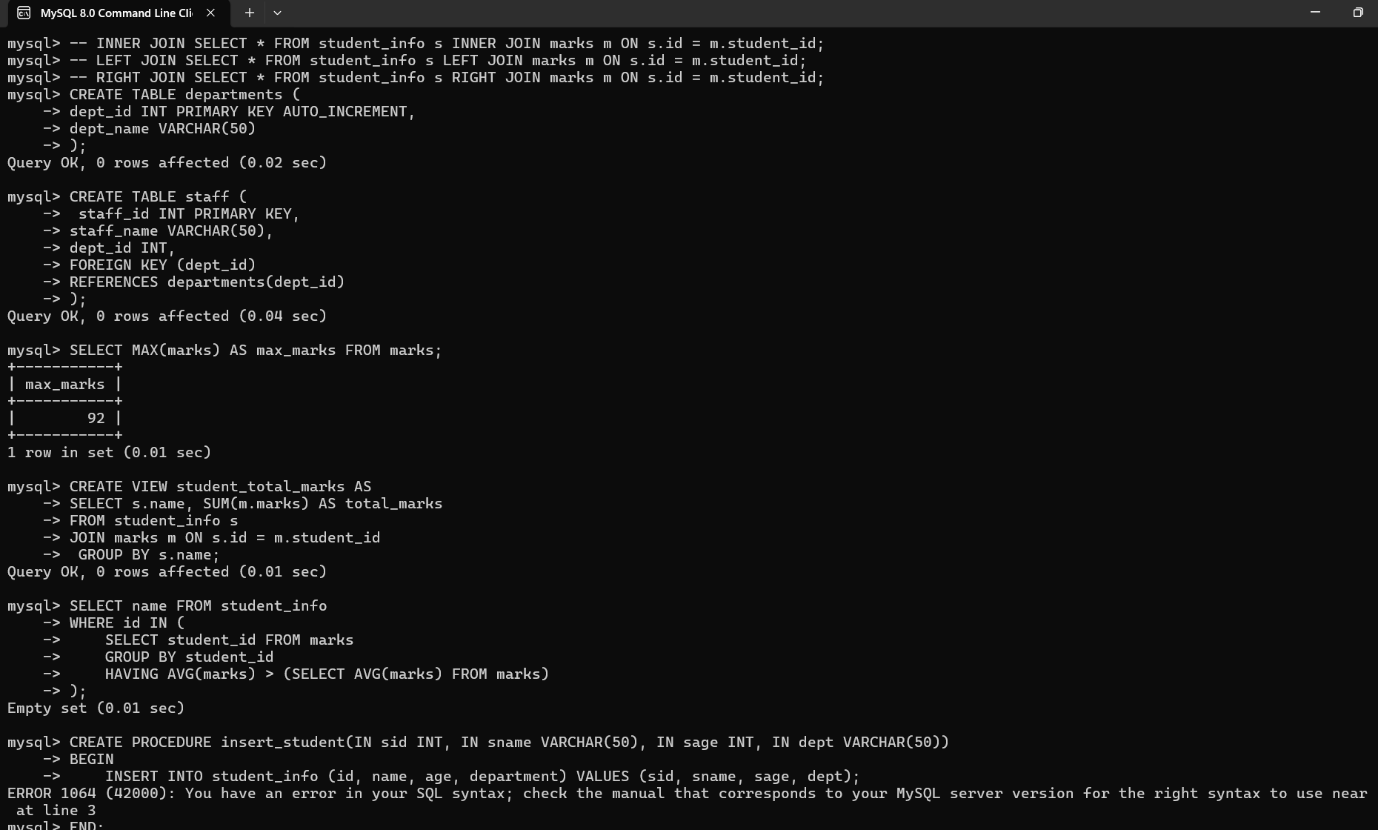 MySQL 8.0 Command Line Cli
mysql> -- INNER JOIN SELECT * FROM student_info s INNER JOIN marks m ON s.id = m.student_id;
mysql> -- LEFT JOIN SELECT * FROM student_info s LEFT JOIN marks m ON s.id = m.student_id;
mysql> -- RIGHT JOIN SELECT * FROM student_info s RIGHT JOIN marks m ON s.id = m.student_id;
mysql> CREATE TABLE departments (
    -> dept_id INT PRIMARY KEY AUTO_INCREMENT,
    -> dept_name VARCHAR(50)
    -> );
Query OK, 0 rows affected (0.02 sec)

mysql> CREATE TABLE staff (
    ->  staff_id INT PRIMARY KEY,
    -> staff_name VARCHAR(50),
    -> dept_id INT,
    -> FOREIGN KEY (dept_id)
    -> REFERENCES departments(dept_id)
    -> );
Query OK, 0 rows affected (0.04 sec)

mysql> SELECT MAX(marks) AS max_marks FROM marks;
+-----------+
| max_marks |
+-----------+
|        92 |
+-----------+
1 row in set (0.01 sec)

mysql> CREATE VIEW student_total_marks AS
    -> SELECT s.name, SUM(m.marks) AS total_marks
    -> FROM student_info s
    -> JOIN marks m ON s.id = m.student_id
    ->  GROUP BY s.name;
Query OK, 0 rows affected (0.01 sec)

mysql> SELECT name FROM student_info
    -> WHERE id IN (
    ->     SELECT student_id FROM marks
    ->     GROUP BY student_id
    ->     HAVING AVG(marks) > (SELECT AVG(marks) FROM marks)
    -> );
Empty set (0.01 sec)

mysql> CREATE PROCEDURE insert_student(IN sid INT, IN sname VARCHAR(50), IN sage INT, IN dept VARCHAR(50))
    -> BEGIN
    ->     INSERT INTO student_info (id, name, age, department) VALUES (sid, sname, sage, dept);
ERROR 1064 (42000): You have an error in your SQL syntax; check the manual that corresponds to your MySQL server version for the right syntax to use near
 at line 3
mysql> END;